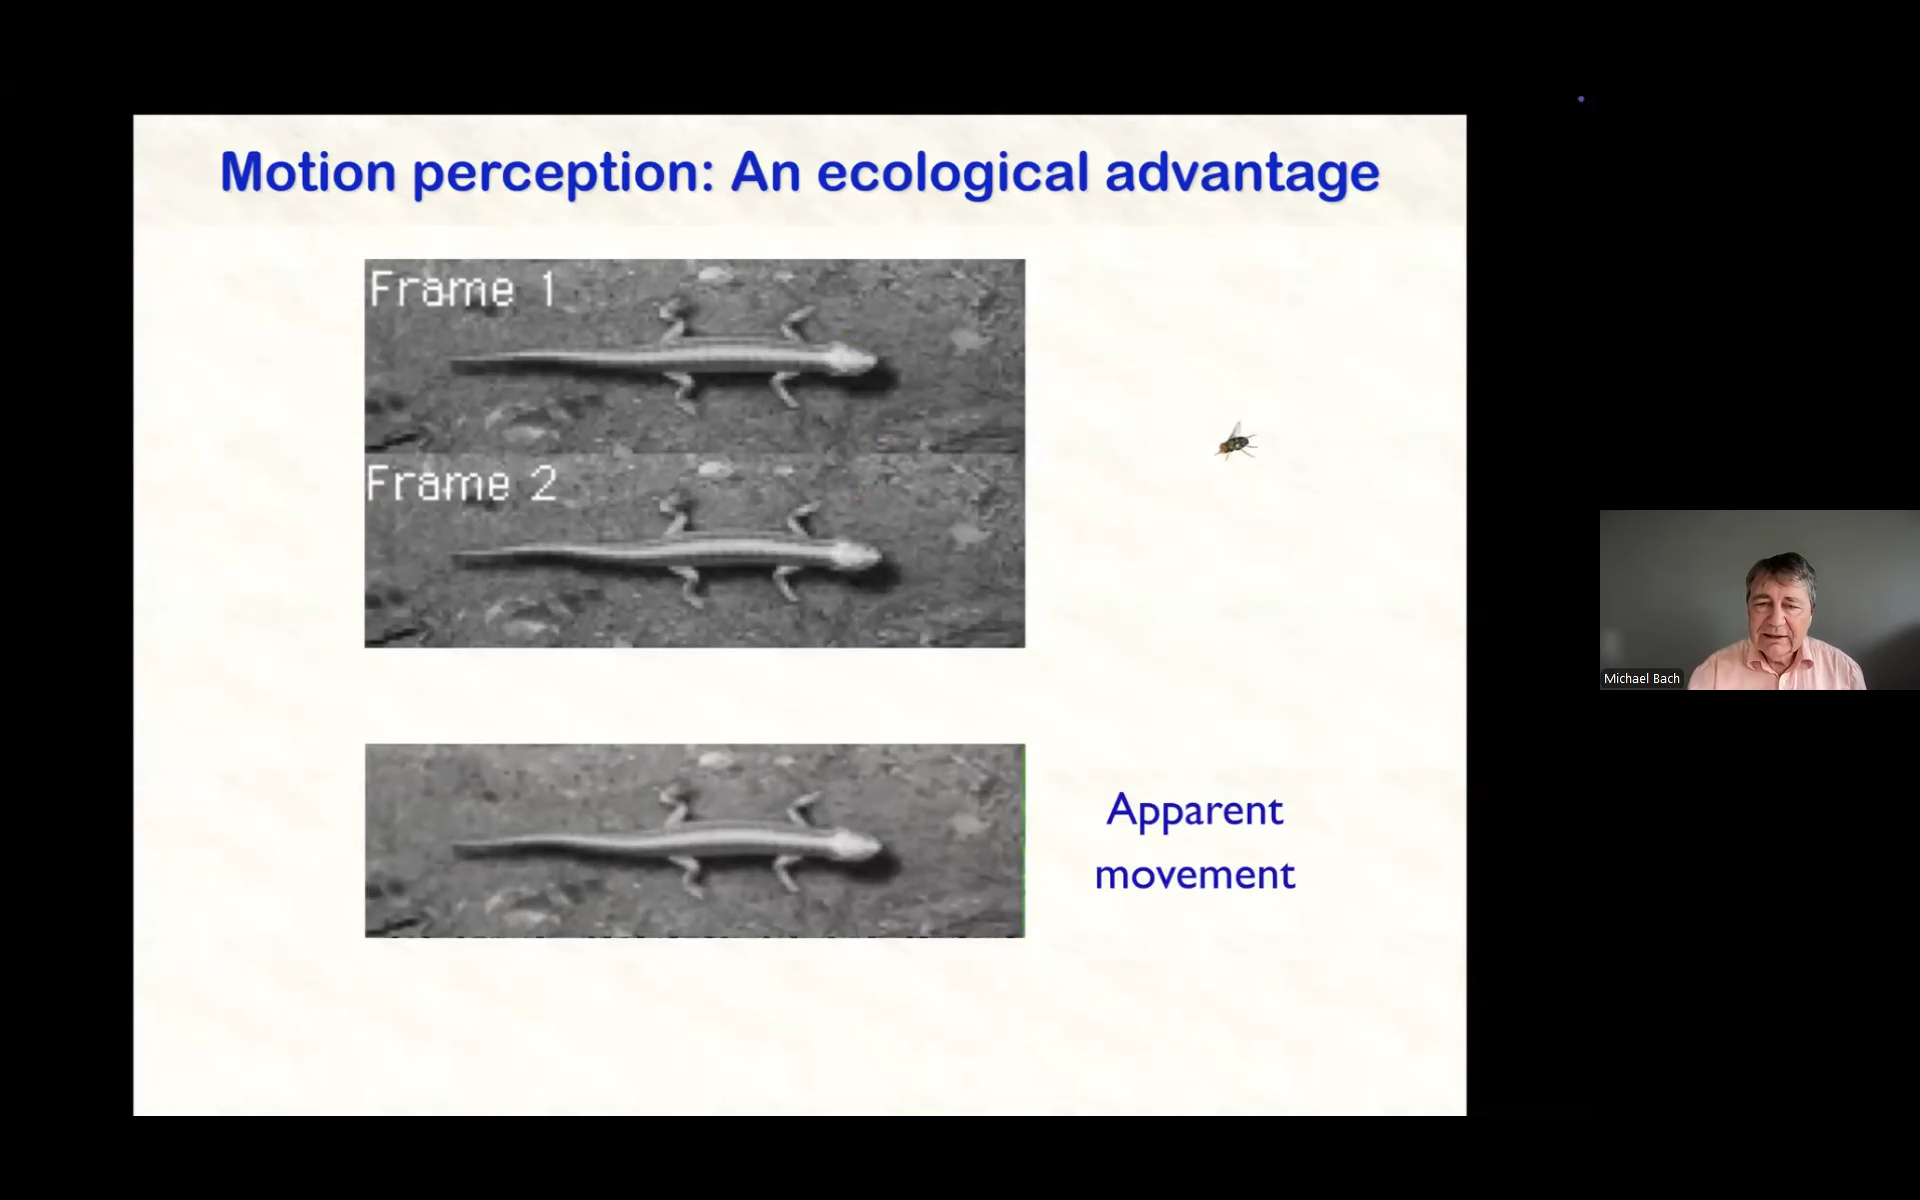 Motion perception: An ecological advantage
Frame 1
Frame 2
Apparent
movement
Michael Bach